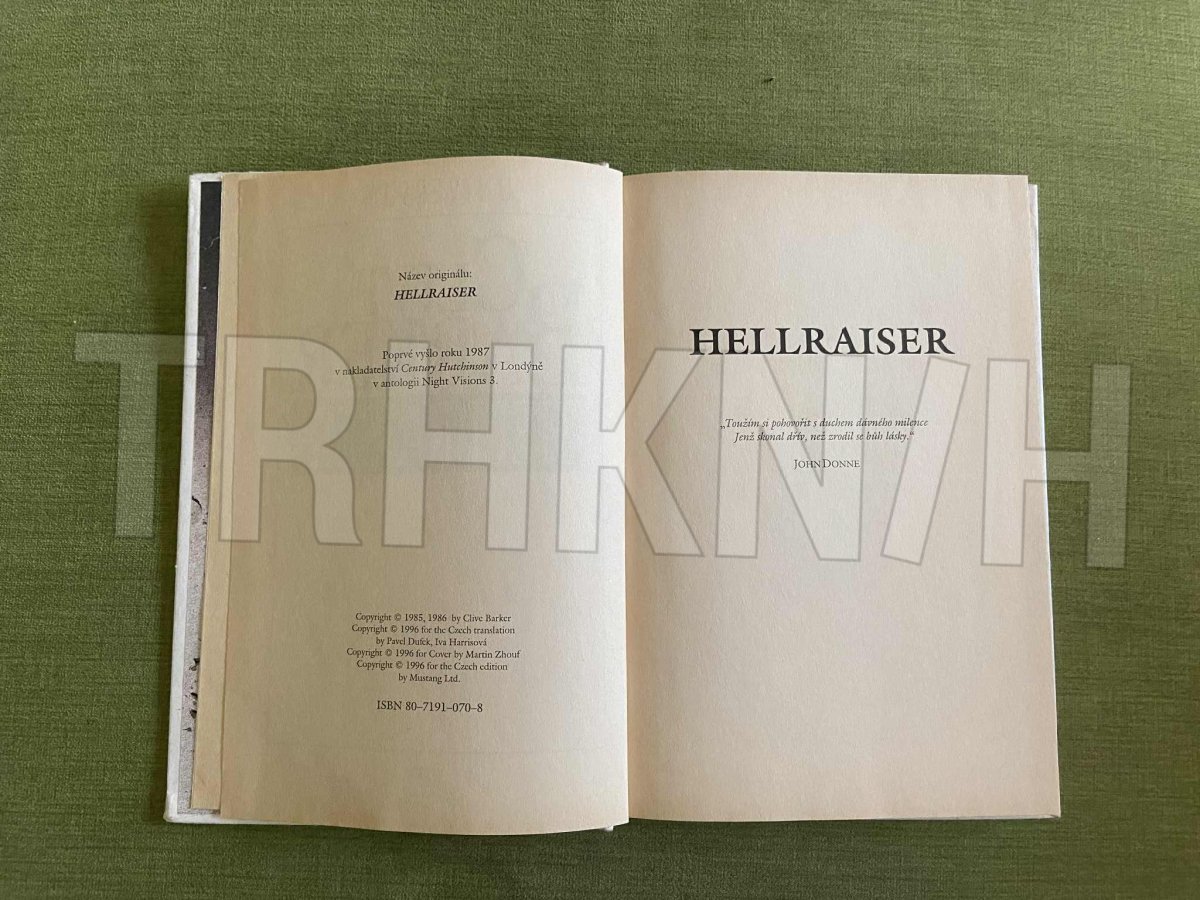 Název originálu:
HELLRAISER
Poprvé vyšlo roku 1987
v nakladatelství Century Hutchinson v Londýně
v antologii Night Visions 3.
Copyright © 1985, 1986 by Clive Barker
Copyright © 1996 for the Czech translation
by Pavel Dufek, Iva Harrisová
Copyright © 1996 for Cover by Martin Zhouf
Copyright © 1996 for the Czech edition
by Mustang Ltd.
ISBN 80–7191–070–8
HELLRAISER
„Toužím si pohovořit s duchem dávného milence
Jenž skonal dřív, než zrodil se bůh lásky.“
JOHN DONNE
TRHKNIH